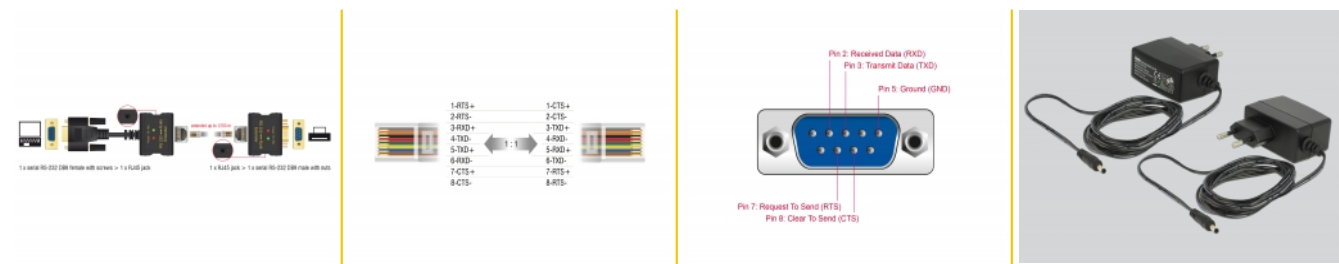 1 x serial RS-232 DB9 female with screws > 1 x RJ45 jack
1 x RJ45 jack > 1 x serial RS-232 DB9 male with nuts
1-RTS+
2-RTS-
3-RXD+
4-TXD-
5-TXD+
6-RXD-
7-CTS+
8-CTS-
1 : 1
1-CTS+
2-CTS-
3-TXD+
4-RXD-
5-RXD+
6-TXD-
7-RTS+
8-RTS-
Pin 2: Received Data (RXD)
Pin 3: Transmit Data (TXD)
Pin 5: Ground (GND)
Pin 7: Request To Send (RTS)
Pin 8: Clear To Send (CTS)